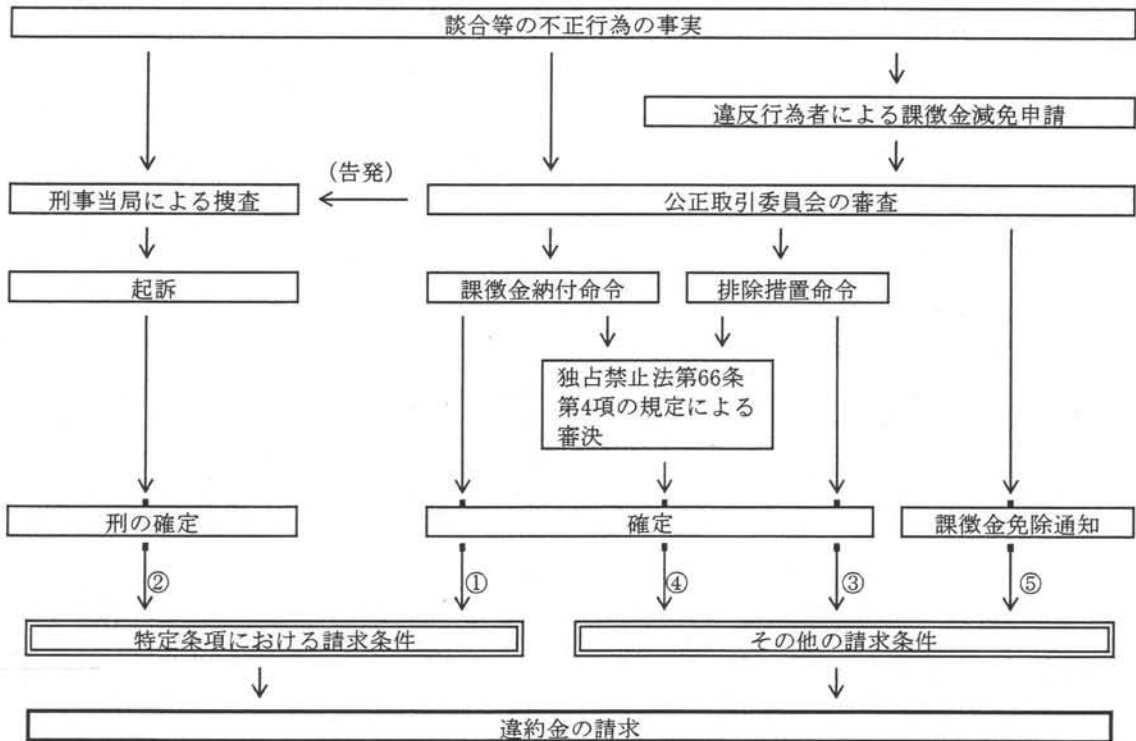 談合等の不正行為の事実
違反行為者による課徴金減免申請
(告発)
刑事当局による捜査
公正取引委員会の審査
起訴
課徴金納付命令
排除措置命令
独占禁止法第66条
第4項の規定による
審決
刑の確定
確定
課徴金免除通知
②
①
④
③
⑤
特定条項における請求条件
その他の請求条件
違約金の請求